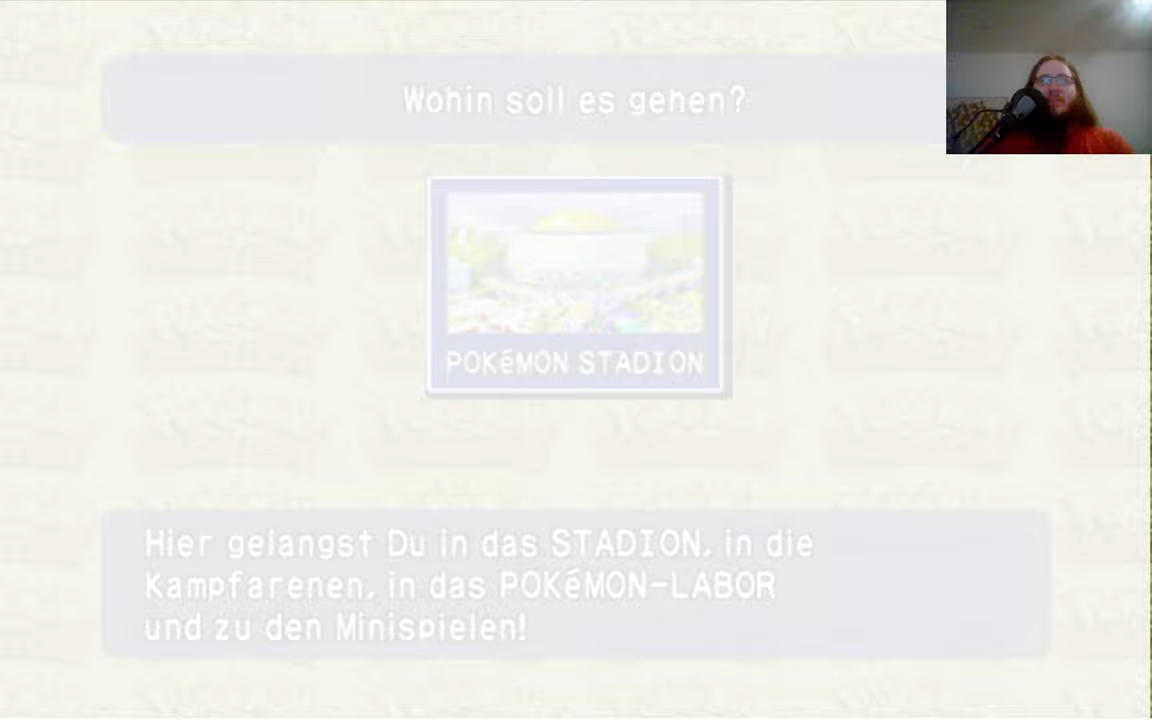 Wohin soll es gehen?
POKéMON STADION
Hier gelangst Du in das STADION, in die
Kampfarenen, in das POKéMON-LABOR
und zu den Minispielen!